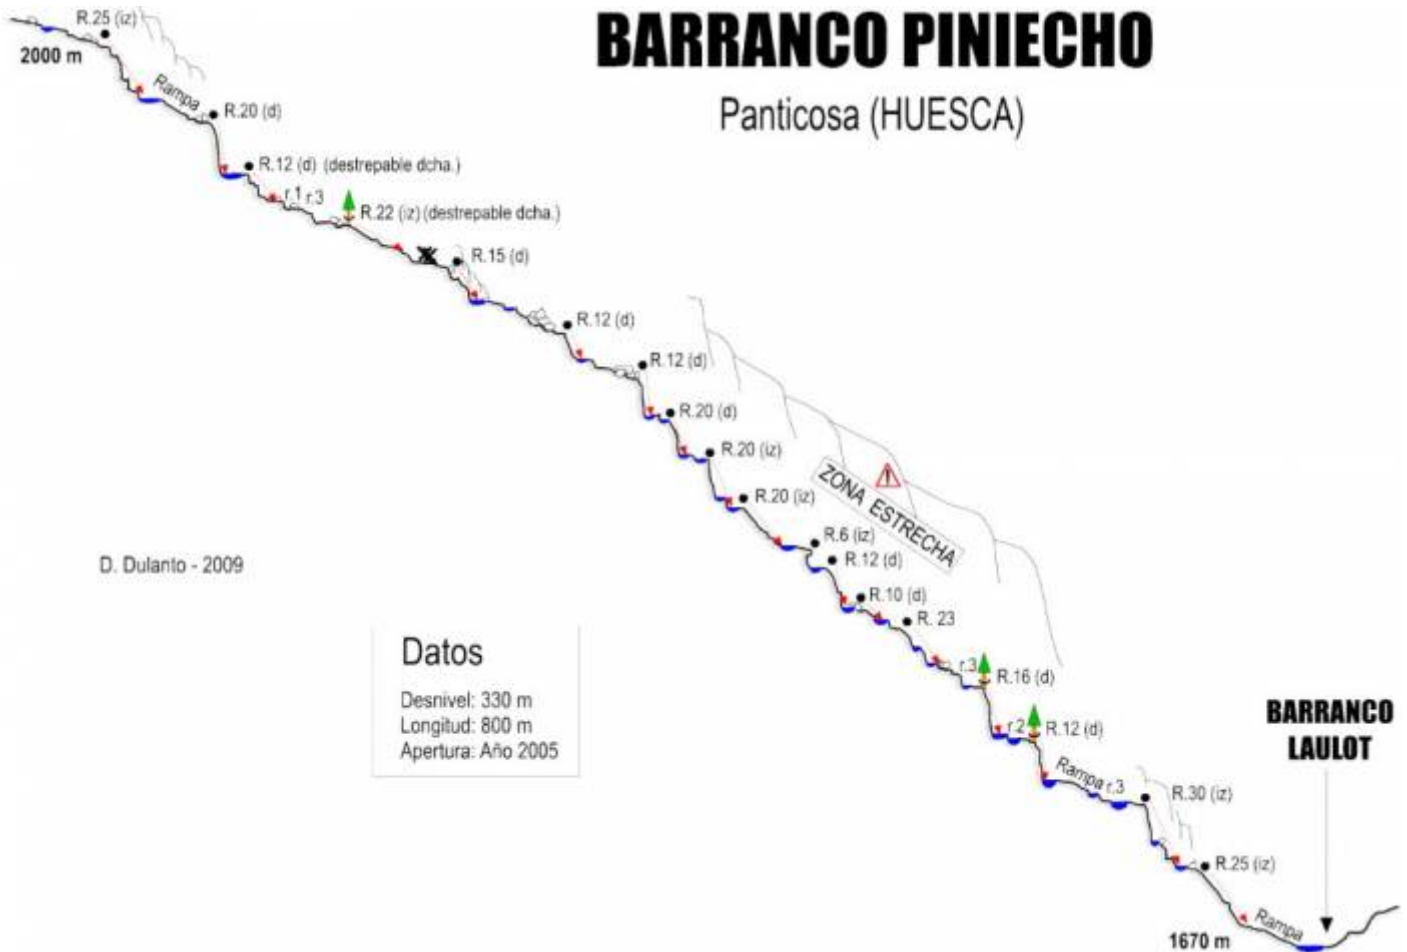 BARRANCO PINIECHO
Panticosa (HUESCA)
R.25 (iz)
2000 m
Rampa
R.20 (d)
R.12 (d) (destrepable dcha.)
r.1 r.3
R.22 (iz) (destrepable dcha.)
R.15 (d)
R.12 (d)
R.12 (d)
R.20 (d)
R.20 (iz)
R.20 (iz)
ZONA ESTRECHA
R.6 (iz)
R.12 (d)
R.10 (d)
R. 23
r.3
R.16 (d)
r.2
R.12 (d)
Rampa r.3
R.30 (iz)
R.25 (iz)
Rampa
1670 m
BARRANCO
LAULOT
D. Dulanto - 2009
Datos
Desnivel: 330 m
Longitud: 800 m
Apertura: Año 2005